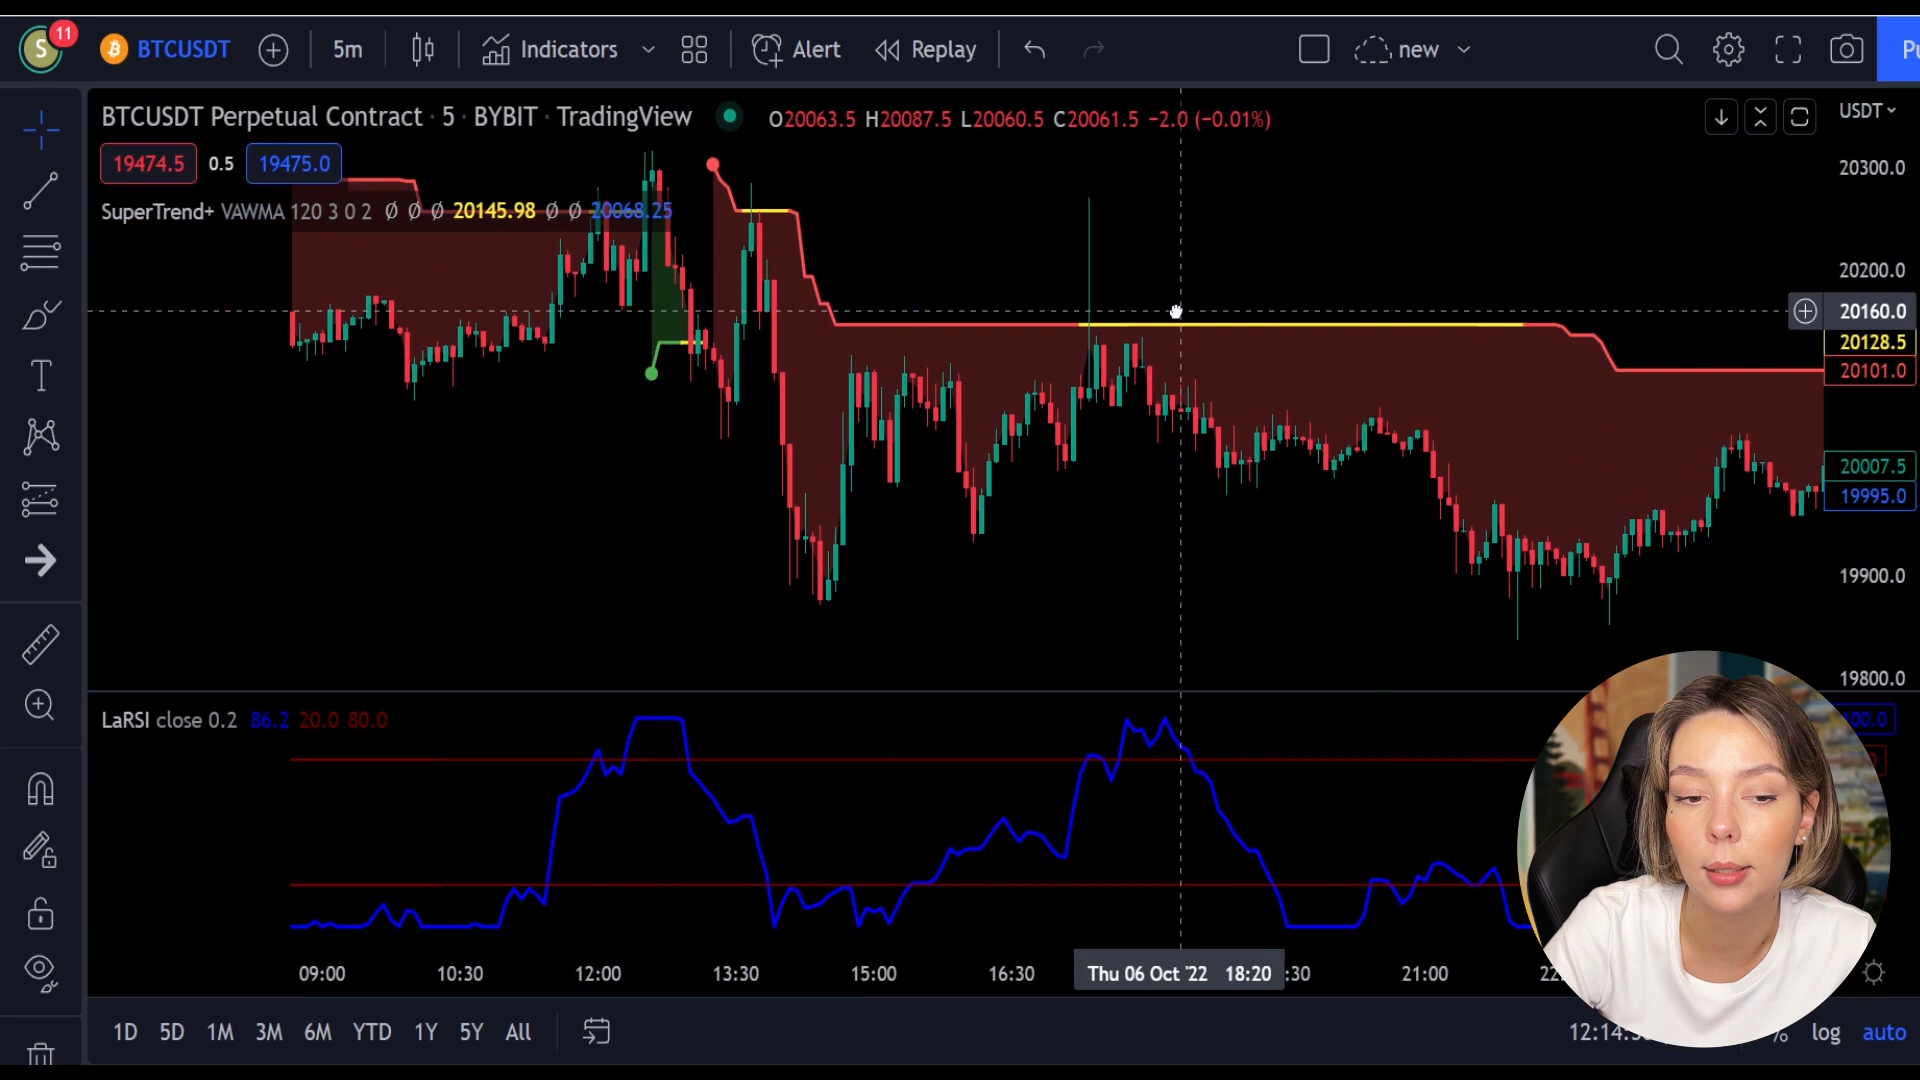 S 11 BTCUSDT 5m Indicators Alert Replay new Pu
BTCUSDT Perpetual Contract · 5 · BYBIT · TradingView O20063.5 H20087.5 L20060.5 C20061.5 −2.0 (−0.01%) USDT
19474.5 0.5 19475.0
SuperTrend+ VAWMA 120 3 0 2 Ø Ø Ø 20145.98 Ø Ø 20068.25
20300.0
20200.0
20160.0
20128.5
20101.0
20007.5
19995.0
19900.0
19800.0
LaRSI close 0.2 86.2 20.0 80.0
09:00 10:30 12:00 13:30 15:00 16:30 Thu 06 Oct '22 18:20 :30 21:00
1D 5D 1M 3M 6M YTD 1Y 5Y All % log auto